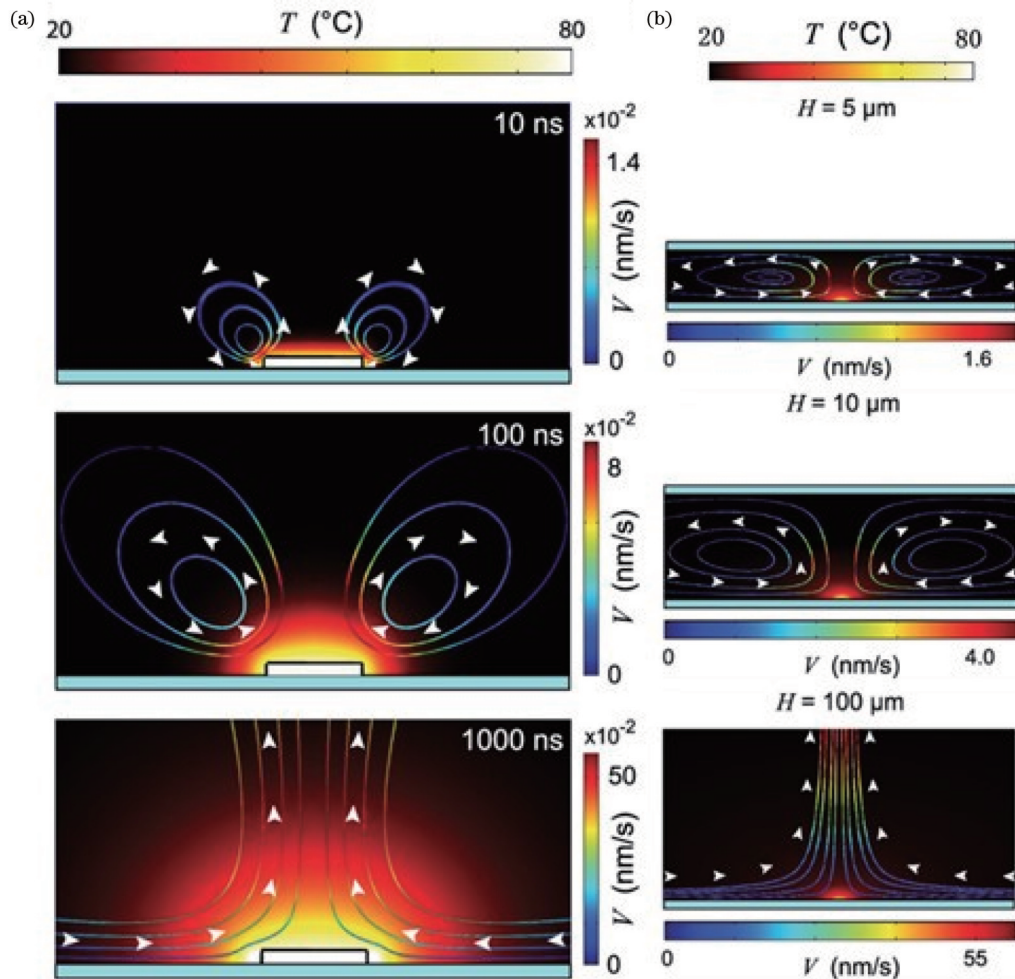 (a)
T (°C)
20
80
10 ns
x10-2
1.4
V (nm/s)
0
100 ns
x10-2
8
V (nm/s)
0
1000 ns
x10-2
50
V (nm/s)
0
(b)
T (°C)
20
80
H = 5 μm
0
1.6
V (nm/s)
H = 10 μm
0
4.0
V (nm/s)
H = 100 μm
0
55
V (nm/s)